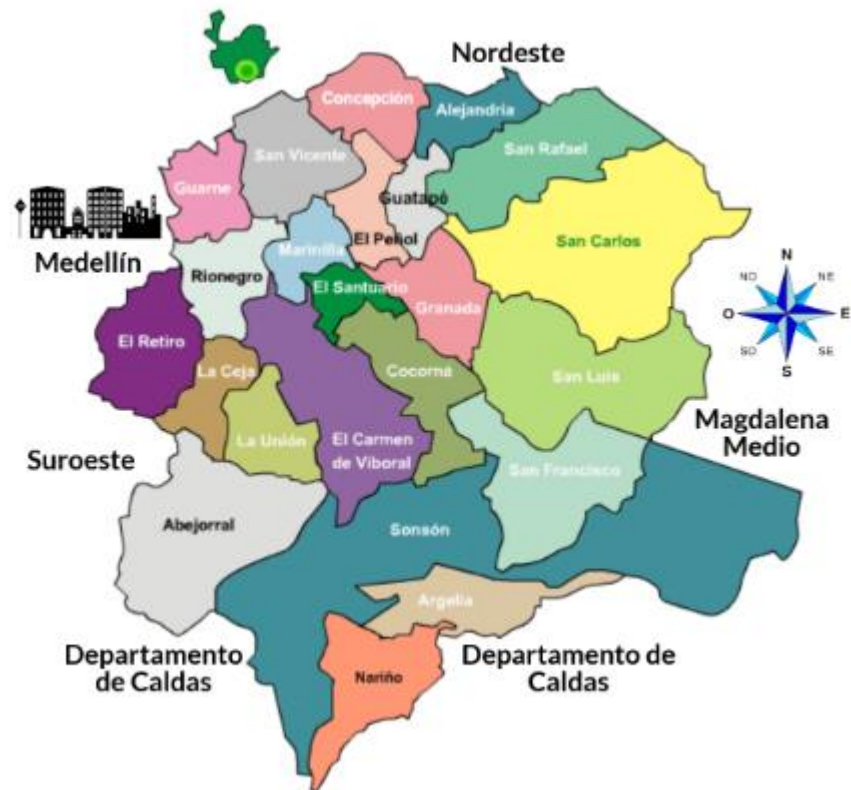 Nordeste
Concepción
Alejandría
San Vicente
San Rafael
Guarne
Guatapé
El Peñol
San Carlos
Marinilla
Medellín
Rionegro
El Santuario
Granada
N
NO
NE
O
E
SO
SE
S
El Retiro
La Ceja
Cocorná
San Luis
Magdalena
Medio
La Unión
El Carmen
de Viboral
Suroeste
San Francisco
Abejorral
Sonsón
Argelia
Departamento
de Caldas
Departamento de
Caldas
Nariño